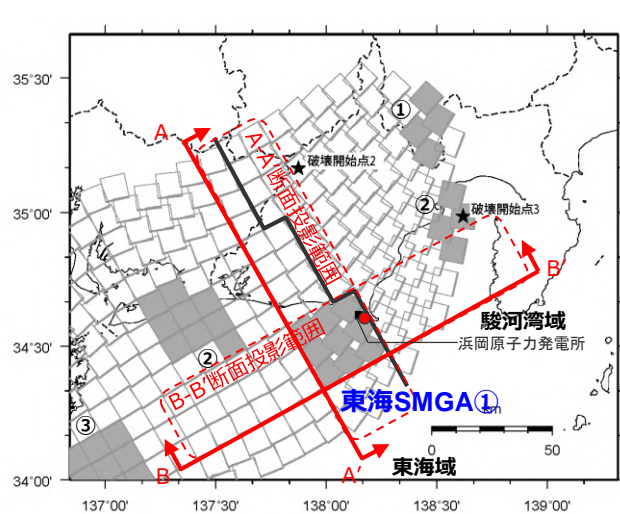 35°30'
35°00'
34°30'
34°00'
137°00'
137°30'
138°00'
138°30'
139°00'
A
A-A'断面投影範囲
破壊開始点2
①
②
破壊開始点3
B'
駿河湾域
浜岡原子力発電所
②
B-B'断面投影範囲
③
東海SMGA①
km
0
50
B
A'
東海域